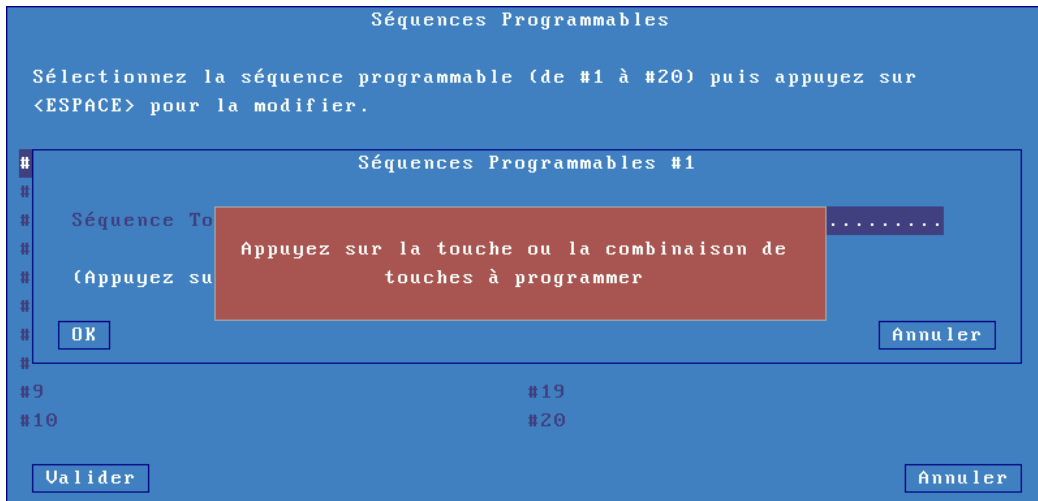 Séquences Programmables
Sélectionnez la séquence programmable (de #1 à #20) puis appuyez sur
<ESPACE> pour la modifier.
#
Séquences Programmables #1
#
# Séquence To .........
Appuyez sur la touche ou la combinaison de
# (Appuyez su
touches à programmer
#
# OK Annuler
#
#9 #19
#10 #20
Valider Annuler